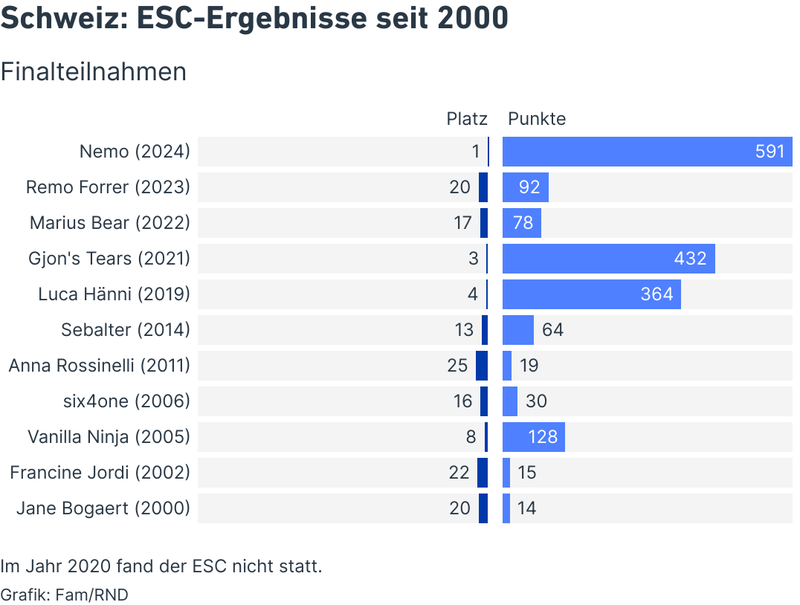 Schweiz: ESC-Ergebnisse seit 2000
Finalteilnahmen
Platz Punkte
Nemo (2024) 1 591
Remo Forrer (2023) 20 92
Marius Bear (2022) 17 78
Gjon's Tears (2021) 3 432
Luca Hänni (2019) 4 364
Sebalter (2014) 13 64
Anna Rossinelli (2011) 25 19
six4one (2006) 16 30
Vanilla Ninja (2005) 8 128
Francine Jordi (2002) 22 15
Jane Bogaert (2000) 20 14
Im Jahr 2020 fand der ESC nicht statt.
Grafik: Fam/RND